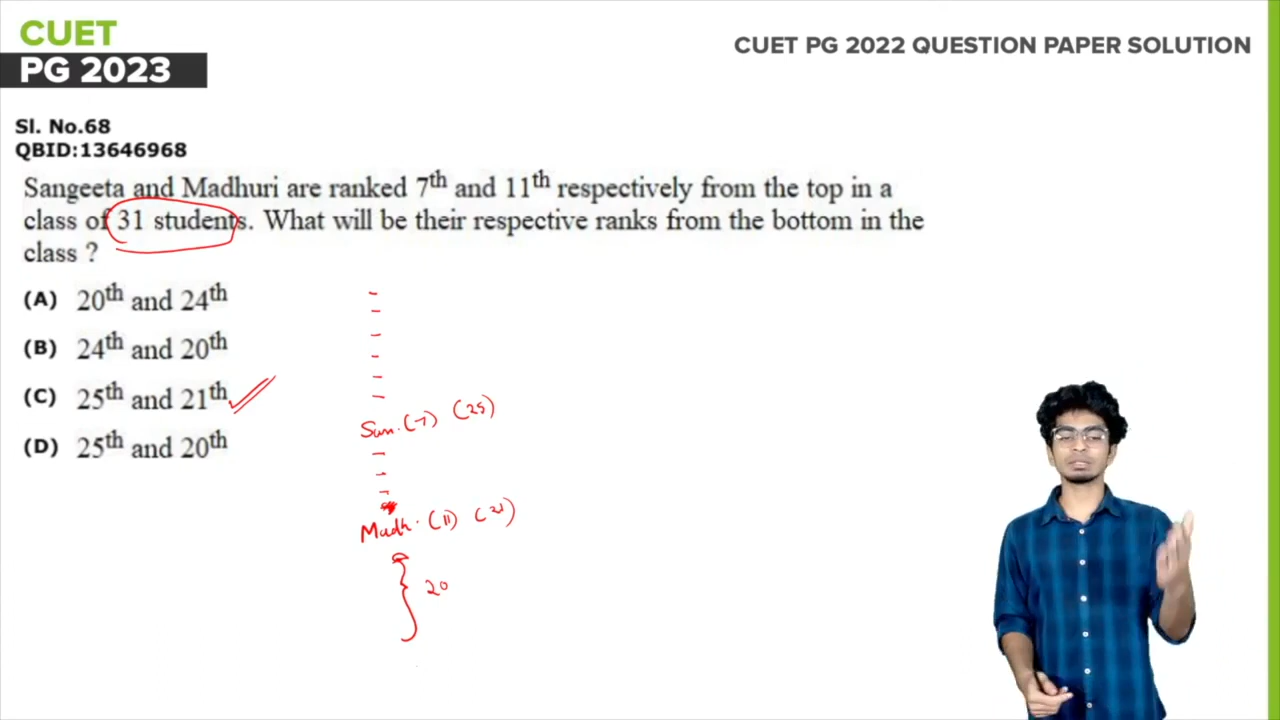 CUET
PG 2023
CUET PG 2022 QUESTION PAPER SOLUTION
Sl. No.68
QBID:13646968
Sangeeta and Madhuri are ranked 7th and 11th respectively from the top in a
class of 31 students. What will be their respective ranks from the bottom in the
class ?
(A) 20th and 24th
(B) 24th and 20th
(C) 25th and 21th
(D) 25th and 20th
San. (7) (25)
Madh. (11) (21)
20